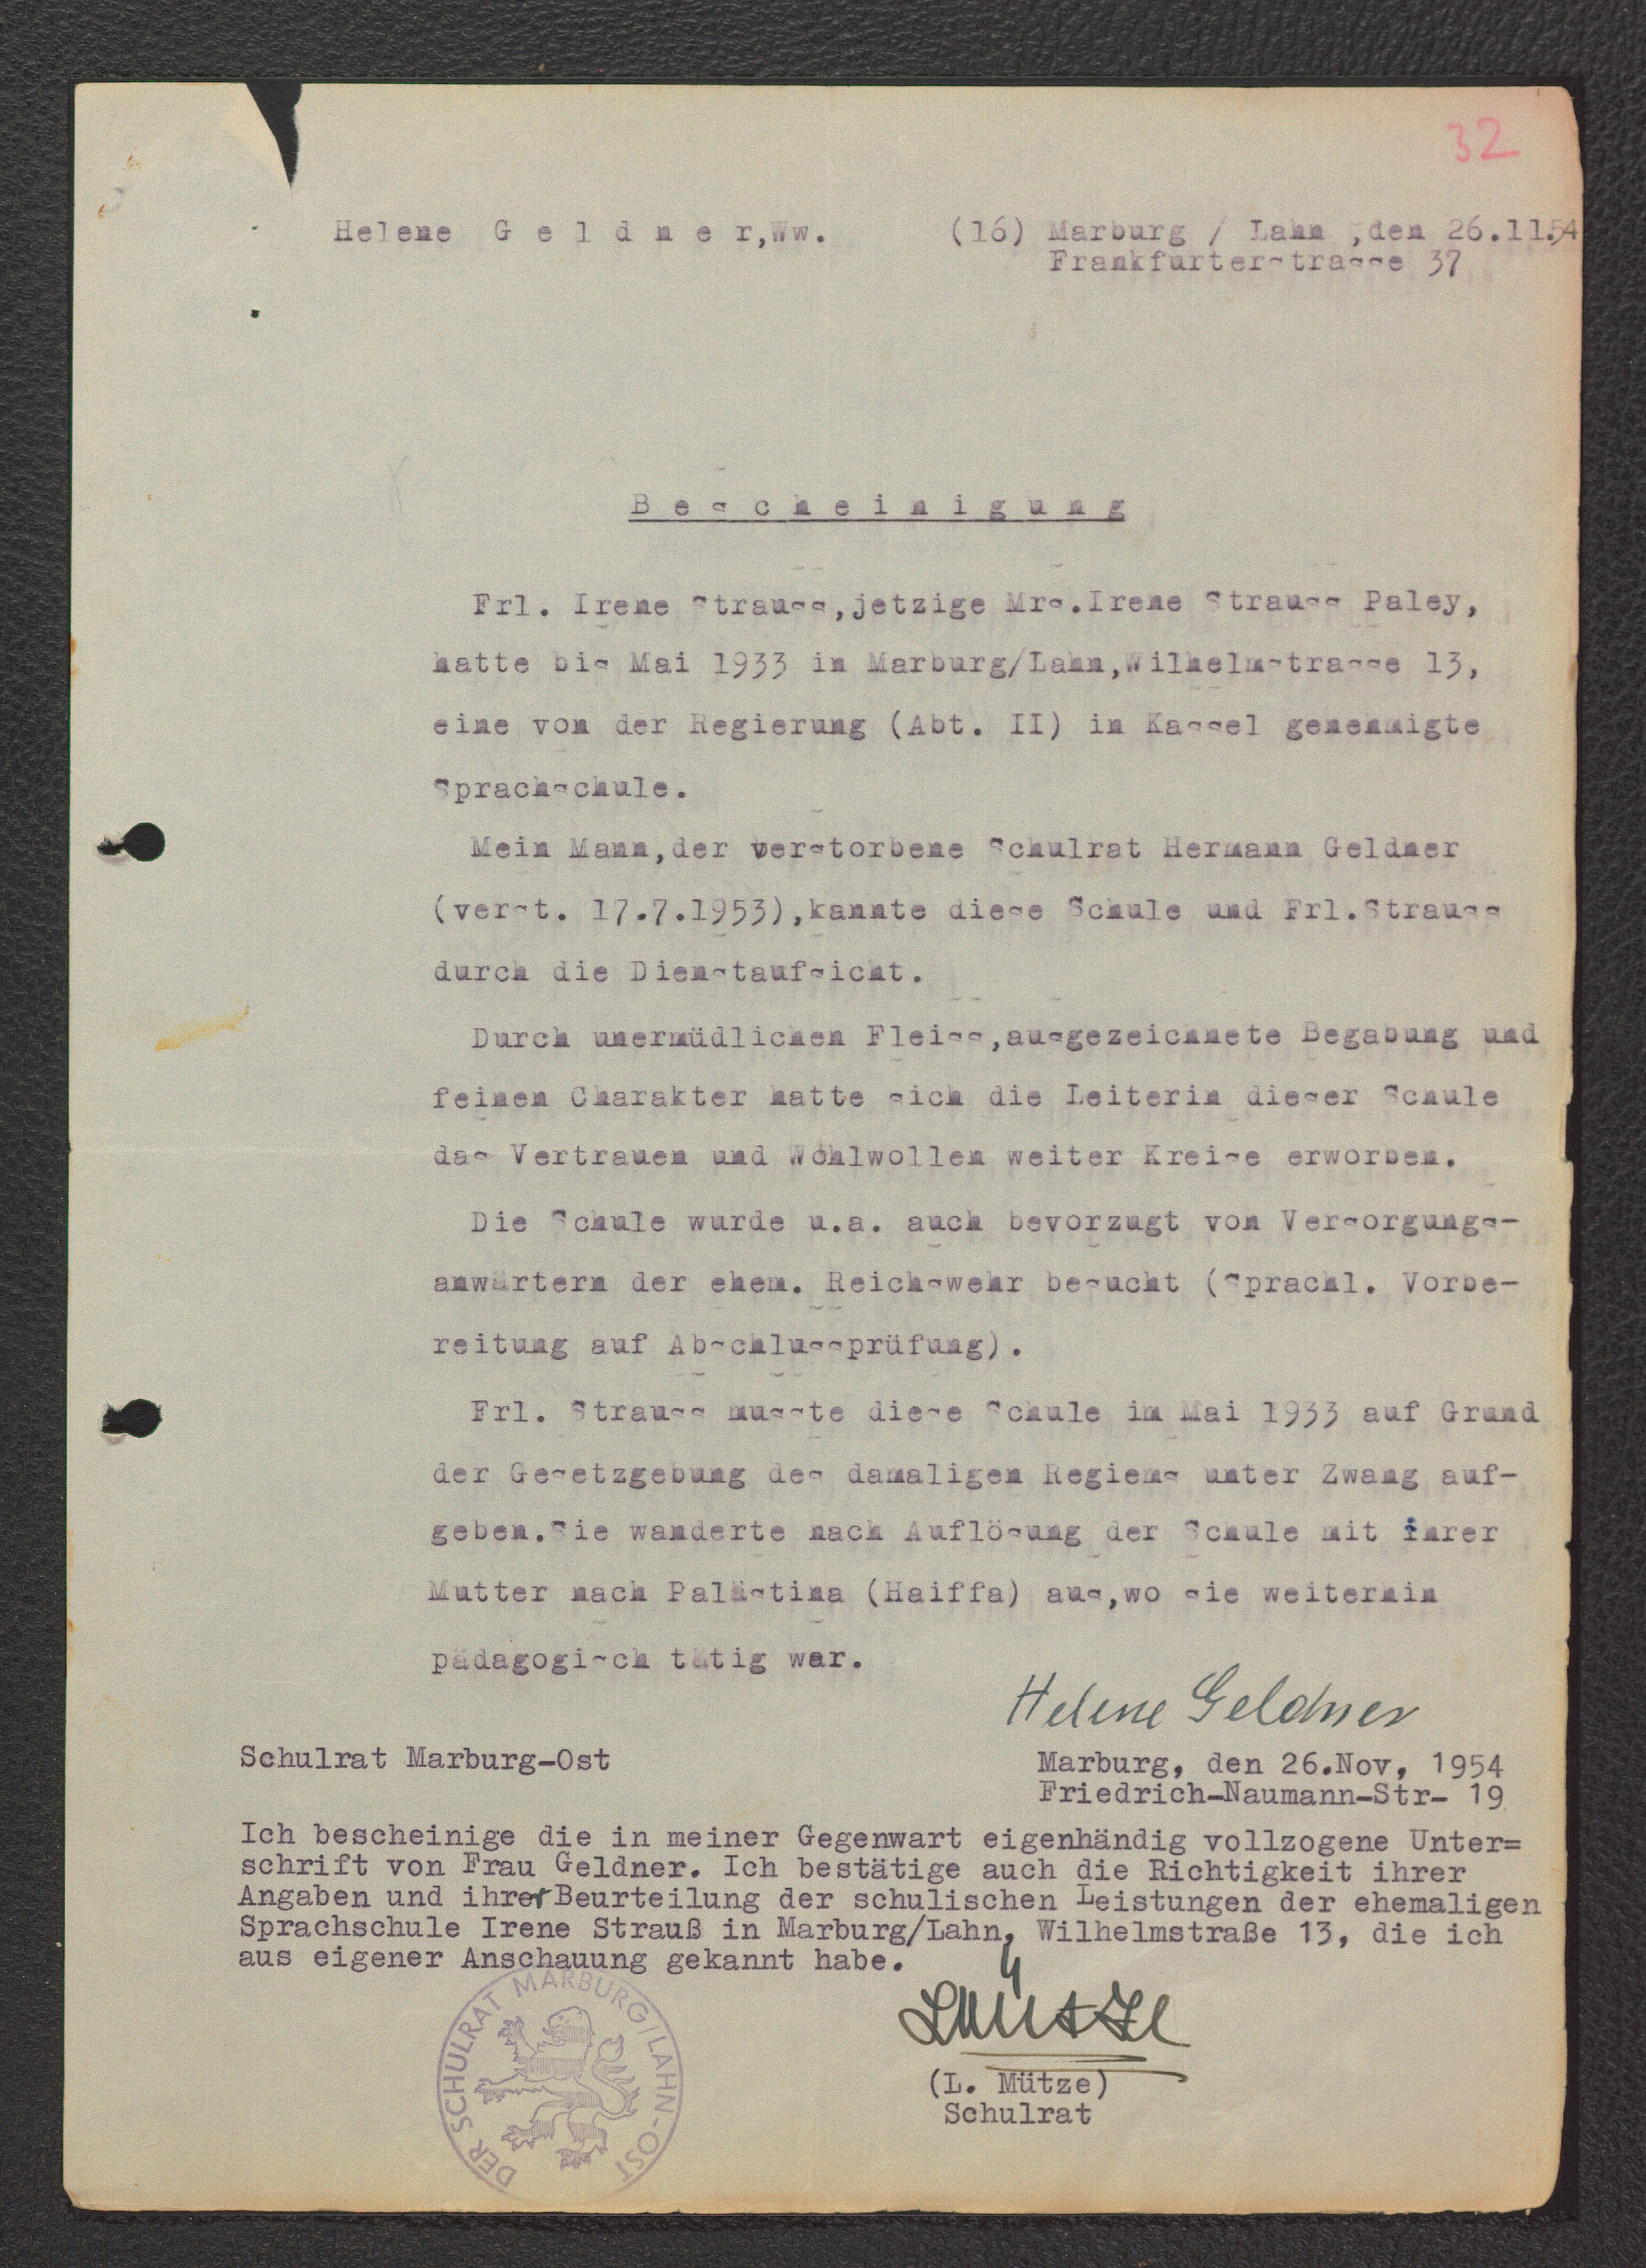 32
Helene G e l d n e r,Ww. (16) Marburg / Lahn ,den 26.11.54
Frankfurterstrasse 37
B e s c h e i n i g u n g
Frl. Irene Strauss,jetzige Mrs.Irene Strauss Paley,
hatte bis Mai 1933 in Marburg/Lahn,Wilhelmstrasse 13,
eine von der Regierung (Abt. II) in Kassel genehmigte
Sprachschule.
Mein Mann,der verstorbene Schulrat Hermann Geldner
(verst. 17.7.1953),kannte diese Schule und Frl.Strauss
durch die Dienstaufsicht.
Durch unermüdlichen Fleiss,ausgezeichnete Begabung und
feinen Charakter hatte sich die Leiterin dieser Schule
das Vertrauen und Wohlwollen weiter Kreise erworben.
Die Schule wurde u.a. auch bevorzugt von Versorgungs-
anwärtern der ehem. Reichswehr besucht (Sprachl. Vorbe-
reitung auf Abschlussprüfung).
Frl. Strauss musste diese Schule im Mai 1933 auf Grund
der Gesetzgebung des damaligen Regiems unter Zwang auf-
geben.Sie wanderte nach Auflösung der Schule mit ihrer
Mutter nach Palästina (Haiffa) aus,wo sie weiterhin
pädagogisch tätig war.
Helene Geldner
Schulrat Marburg-Ost Marburg, den 26.Nov, 1954
Friedrich-Naumann-Str- 19
Ich bescheinige die in meiner Gegenwart eigenhändig vollzogene Unter=
schrift von Frau Geldner. Ich bestätige auch die Richtigkeit ihrer
Angaben und ihrer Beurteilung der schulischen Leistungen der ehemaligen
Sprachschule Irene Strauß in Marburg/Lahn, Wilhelmstraße 13, die ich
aus eigener Anschauung gekannt habe.
DER SCHULRAT MARBURG/LAHN-OST
LMütze
(L. Mütze)
Schulrat